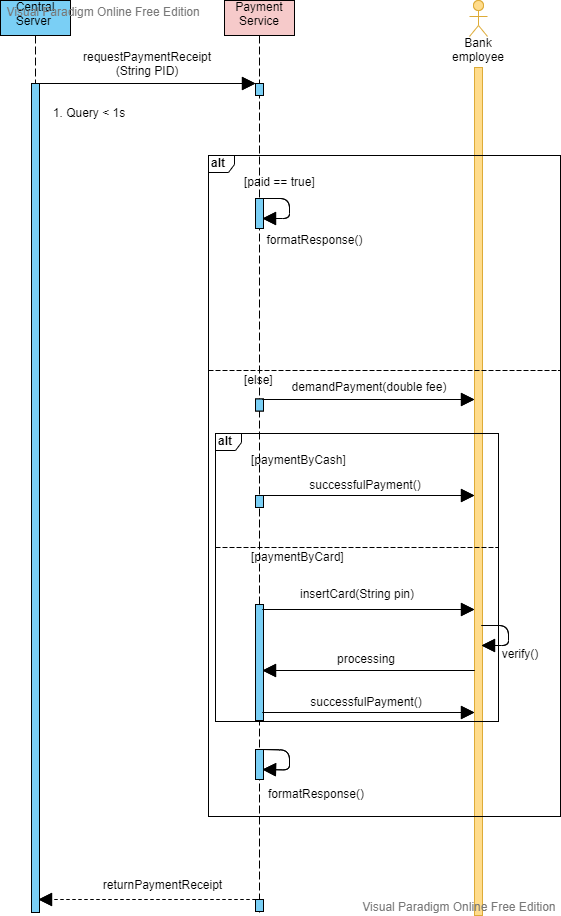 Visual Paradigm Online Free Edition
Central
Server
Payment
Service
Bank
employee
requestPaymentReceipt
(String PID)
1. Query < 1s
alt
[paid == true]
formatResponse()
[else]
demandPayment(double fee)
alt
[paymentByCash]
successfulPayment()
[paymentByCard]
insertCard(String pin)
verify()
processing
successfulPayment()
formatResponse()
returnPaymentReceipt
Visual Paradigm Online Free Edition